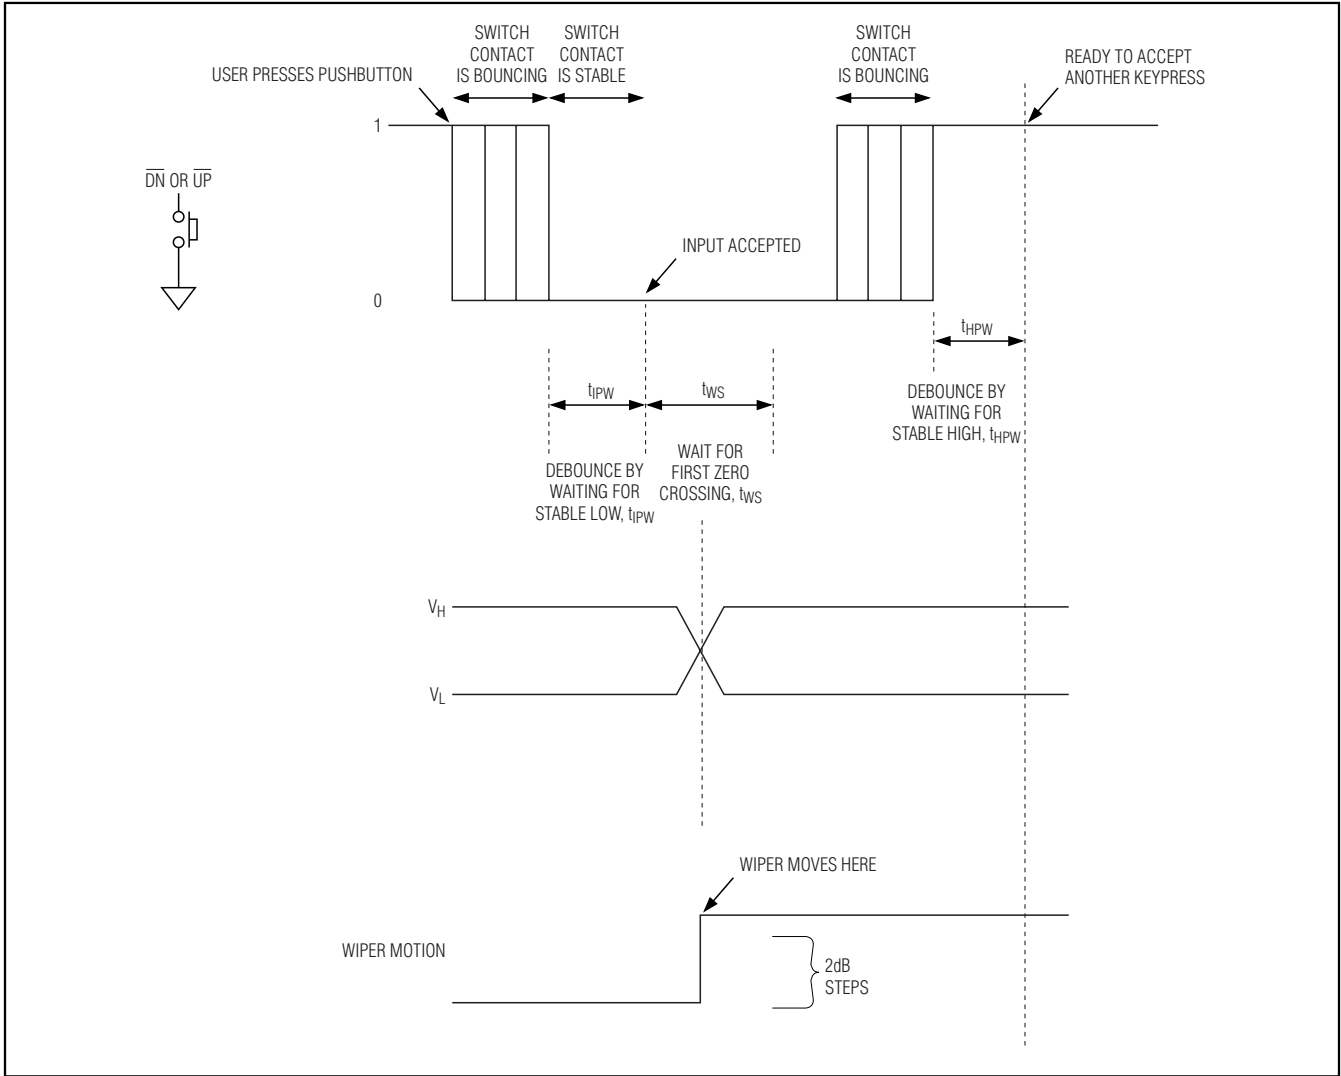 SWITCH
CONTACT
IS BOUNCING
SWITCH
CONTACT
IS STABLE
SWITCH
CONTACT
IS BOUNCING
READY TO ACCEPT
ANOTHER KEYPRESS
USER PRESSES PUSHBUTTON
1
DN OR UP
INPUT ACCEPTED
0
tHPW
DEBOUNCE BY
WAITING FOR
STABLE HIGH, tHPW
tIPW
tWS
WAIT FOR
FIRST ZERO
CROSSING, tWS
DEBOUNCE BY
WAITING FOR
STABLE LOW, tIPW
VH
VL
WIPER MOVES HERE
WIPER MOTION
2dB
STEPS